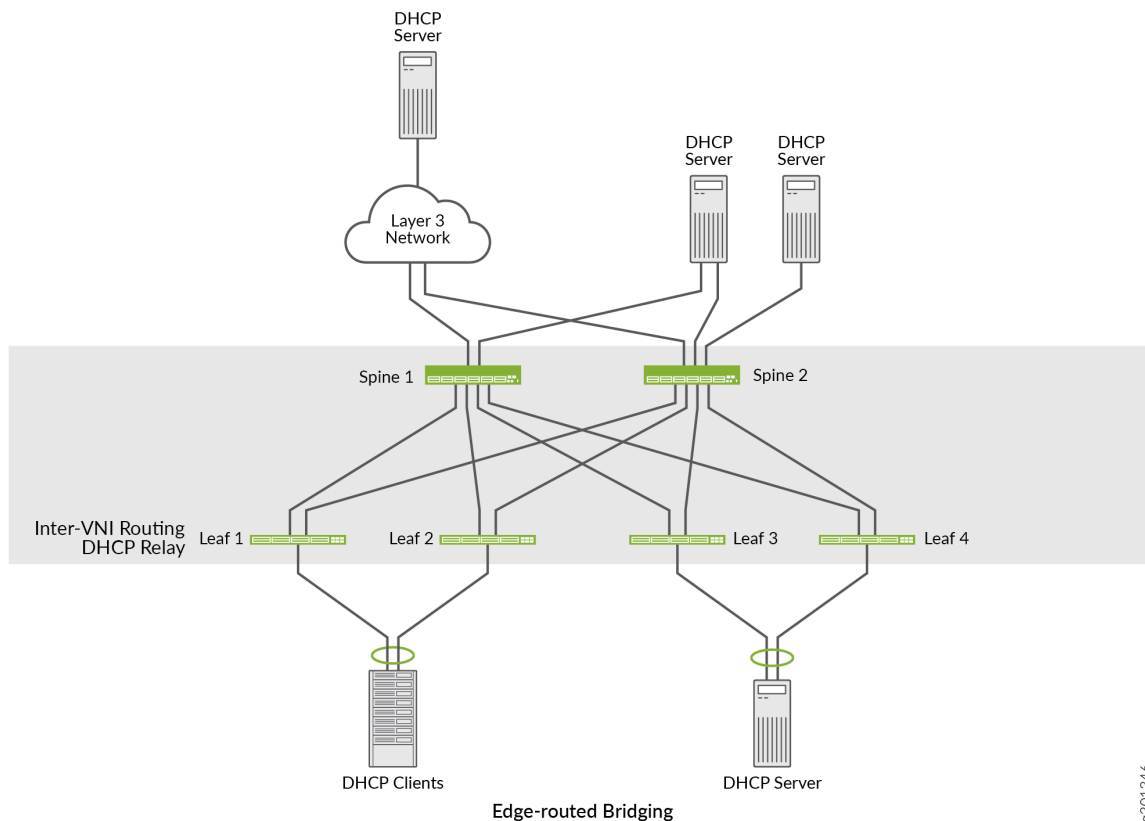 DHCP
Server
DHCP
Server
DHCP
Server
Layer 3
Network
Spine 1
Spine 2
Inter-VNI Routing
DHCP Relay
Leaf 1
Leaf 2
Leaf 3
Leaf 4
DHCP Clients
DHCP Server
Edge-routed Bridging